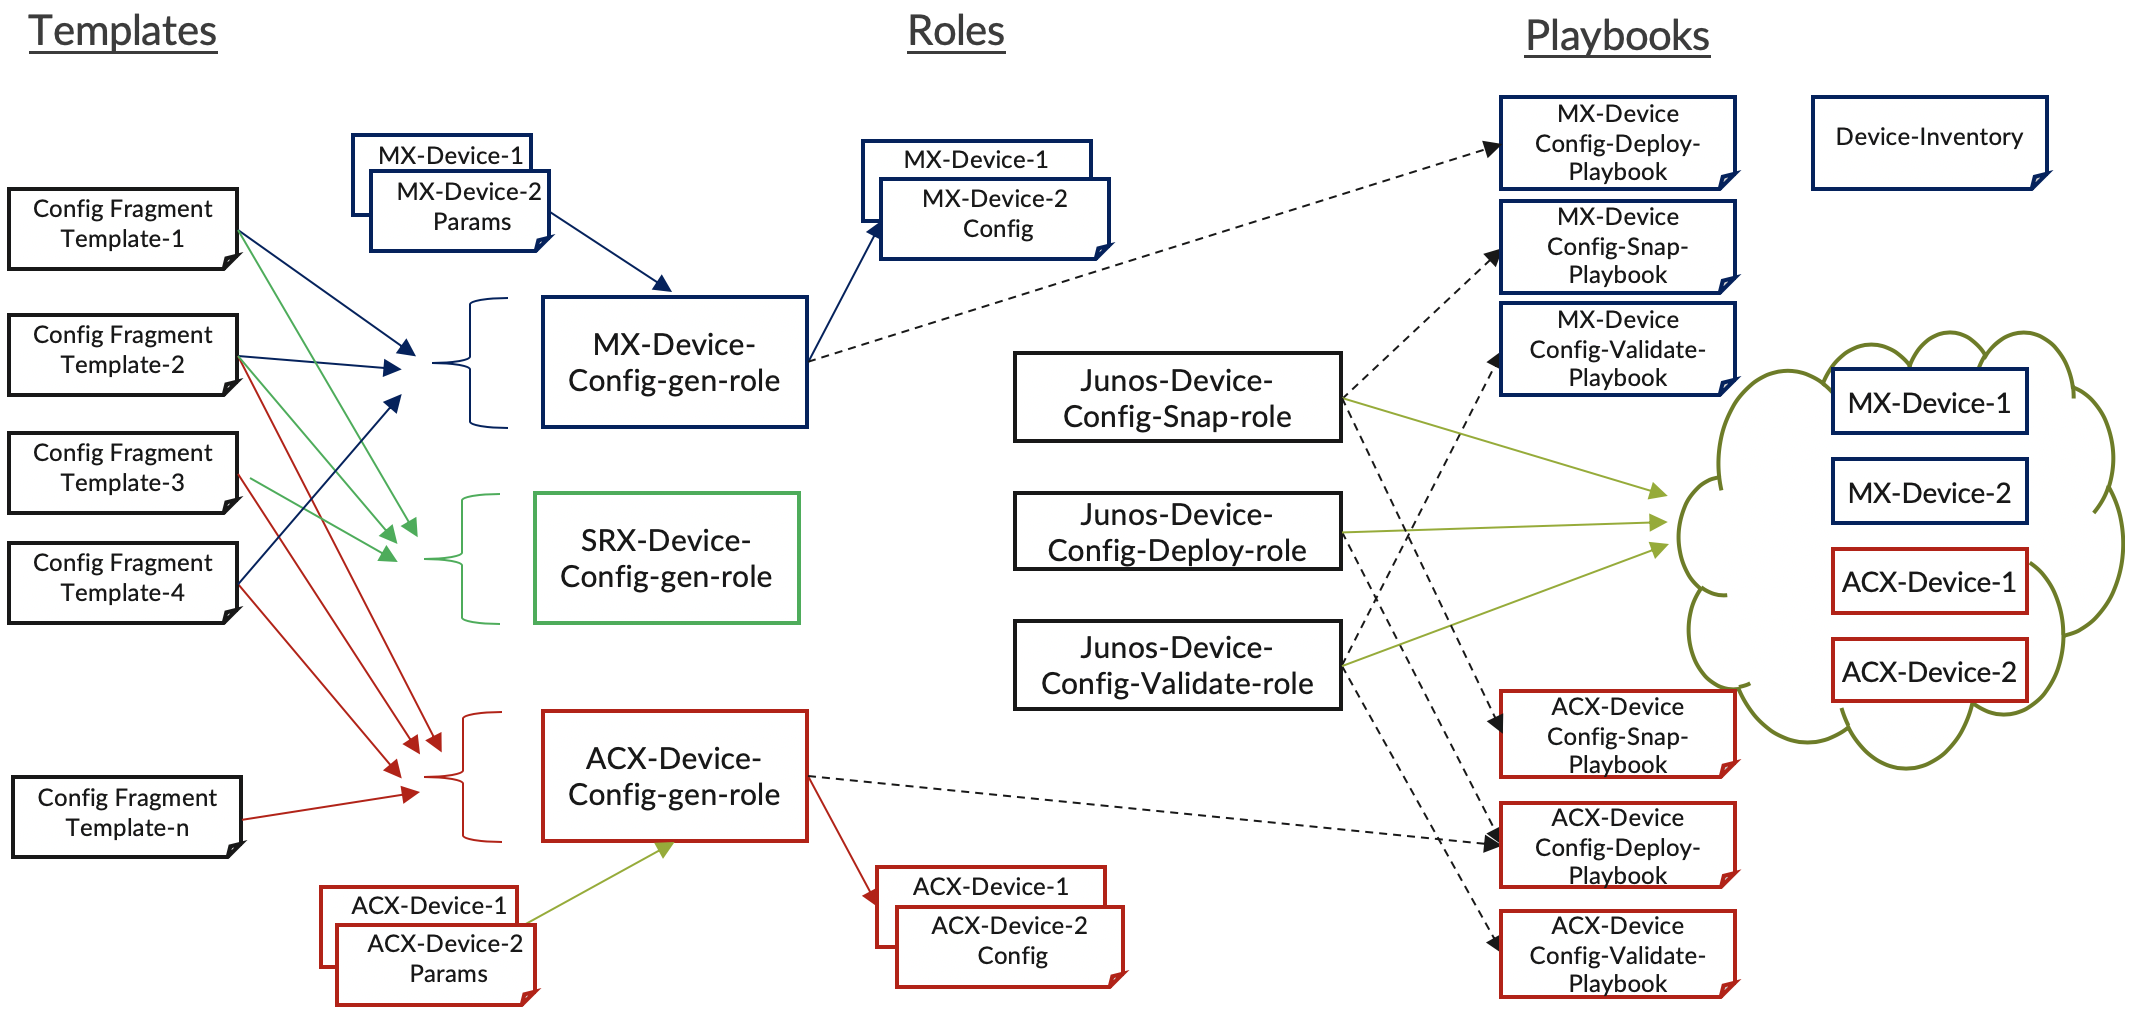 Templates
Roles
Playbooks
Config Fragment
Template-1
Config Fragment
Template-2
Config Fragment
Template-3
Config Fragment
Template-4
Config Fragment
Template-n
MX-Device-1
MX-Device-2
Params
MX-Device-
Config-gen-role
SRX-Device-
Config-gen-role
ACX-Device-
Config-gen-role
ACX-Device-1
ACX-Device-2
Params
MX-Device-1
MX-Device-2
Config
Junos-Device-
Config-Snap-role
Junos-Device-
Config-Deploy-role
Junos-Device-
Config-Validate-role
ACX-Device-1
ACX-Device-2
Config
MX-Device
Config-Deploy-
Playbook
MX-Device
Config-Snap-
Playbook
MX-Device
Config-Validate-
Playbook
ACX-Device
Config-Snap-
Playbook
ACX-Device
Config-Deploy-
Playbook
ACX-Device
Config-Validate-
Playbook
Device-Inventory
MX-Device-1
MX-Device-2
ACX-Device-1
ACX-Device-2